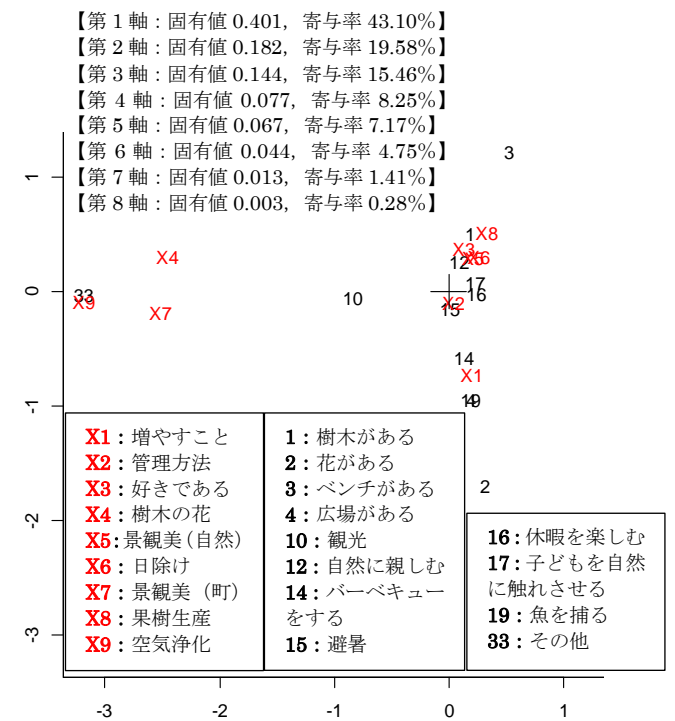 【第 1 軸：固有値 0.401，寄与率 43.10%】
【第 2 軸：固有値 0.182，寄与率 19.58%】
【第 3 軸：固有値 0.144，寄与率 15.46%】
【第 4 軸：固有値 0.077，寄与率 8.25%】
【第 5 軸：固有値 0.067，寄与率 7.17%】
【第 6 軸：固有値 0.044，寄与率 4.75%】
【第 7 軸：固有値 0.013，寄与率 1.41%】
【第 8 軸：固有値 0.003，寄与率 0.28%】
3
1
1 X8
X3
X4
X5 X6
12
17
0
33
X9
10
16
X2
15
X7
14
X1
-1
4
19
2
X1：増やすこと
X2：管理方法
X3：好きである
X4：樹木の花
X5：景観美（自然）
X6：日除け
X7：景観美（町）
X8：果樹生産
X9：空気浄化
1：樹木がある
2：花がある
3：ベンチがある
4：広場がある
10：観光
12：自然に親しむ
14：バーベキュー
をする
15：避暑
16：休暇を楽しむ
17：子どもを自然
に触れさせる
19：魚を捕る
33：その他
-2
-3
-3 -2 -1 0 1